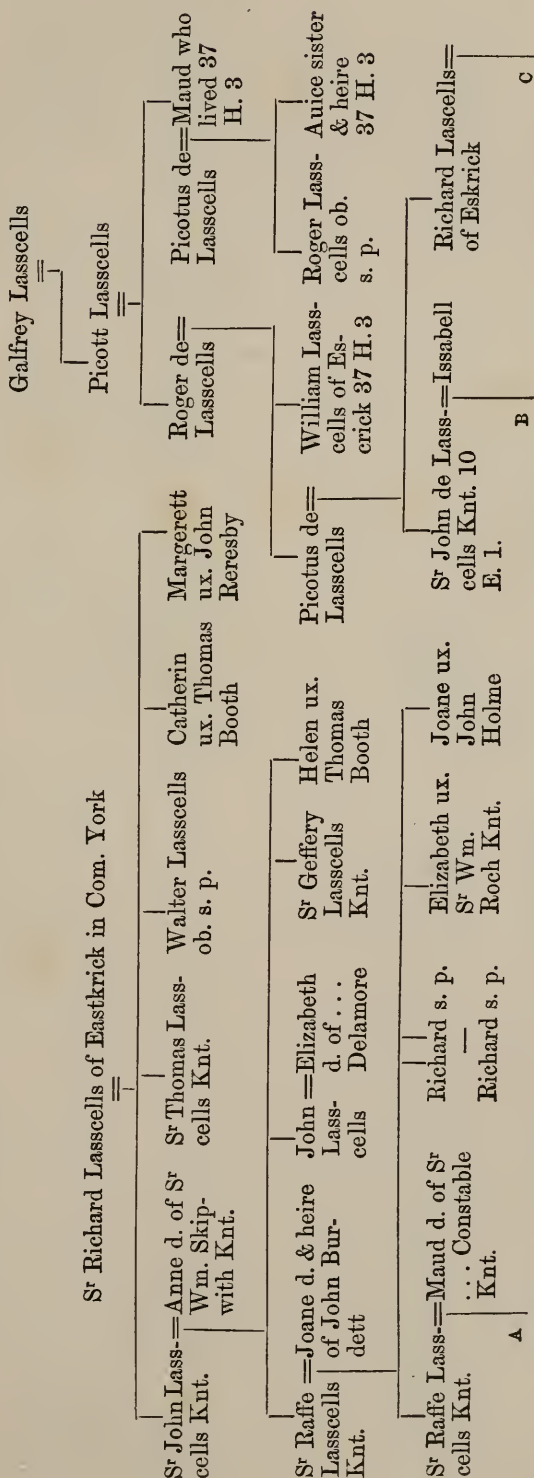 Sr Richard Lasscells of Eastkrick in Com. York
Sr John Lass-=Anne d. of Sr
cells Knt. Wm. Skip-
with Knt.
Sr Thomas Lass-
cells Knt.
Walter Lasscells
ob. s. p.
Catherin
ux. Thomas
Booth
Margerett
ux. John
Reresby
Sr Raffe =Joane d. & heire
Lasscells of John Bur-
Knt. dett
John =Elizabeth
Lass- d. of . . .
cells Delamore
Sr Geffery
Lasscells
Knt.
Helen ux.
Thomas
Booth
Sr Raffe Lass-=Maud d. of Sr
cells Knt. . . . Constable
Knt.
Richard s. p.
Richard s. p.
Elizabeth ux.
Sr Wm.
Roch Knt.
Joane ux.
John
Holme
A
Galfrey Lasscells
Picott Lasscells
Roger de=
Lasscells
Picotus de=Maud who
Lasscells lived 37
H. 3
Picotus de=
Lasscells
William Lass-
cells of Es-
crick 37 H. 3
Roger Lass-
cells ob.
s. p.
Auice sister
& heire
37 H. 3
Sr John de Lass-=Issabell
cells Knt. 10
E. 1.
Richard Lascells=
of Eskrick
B
C